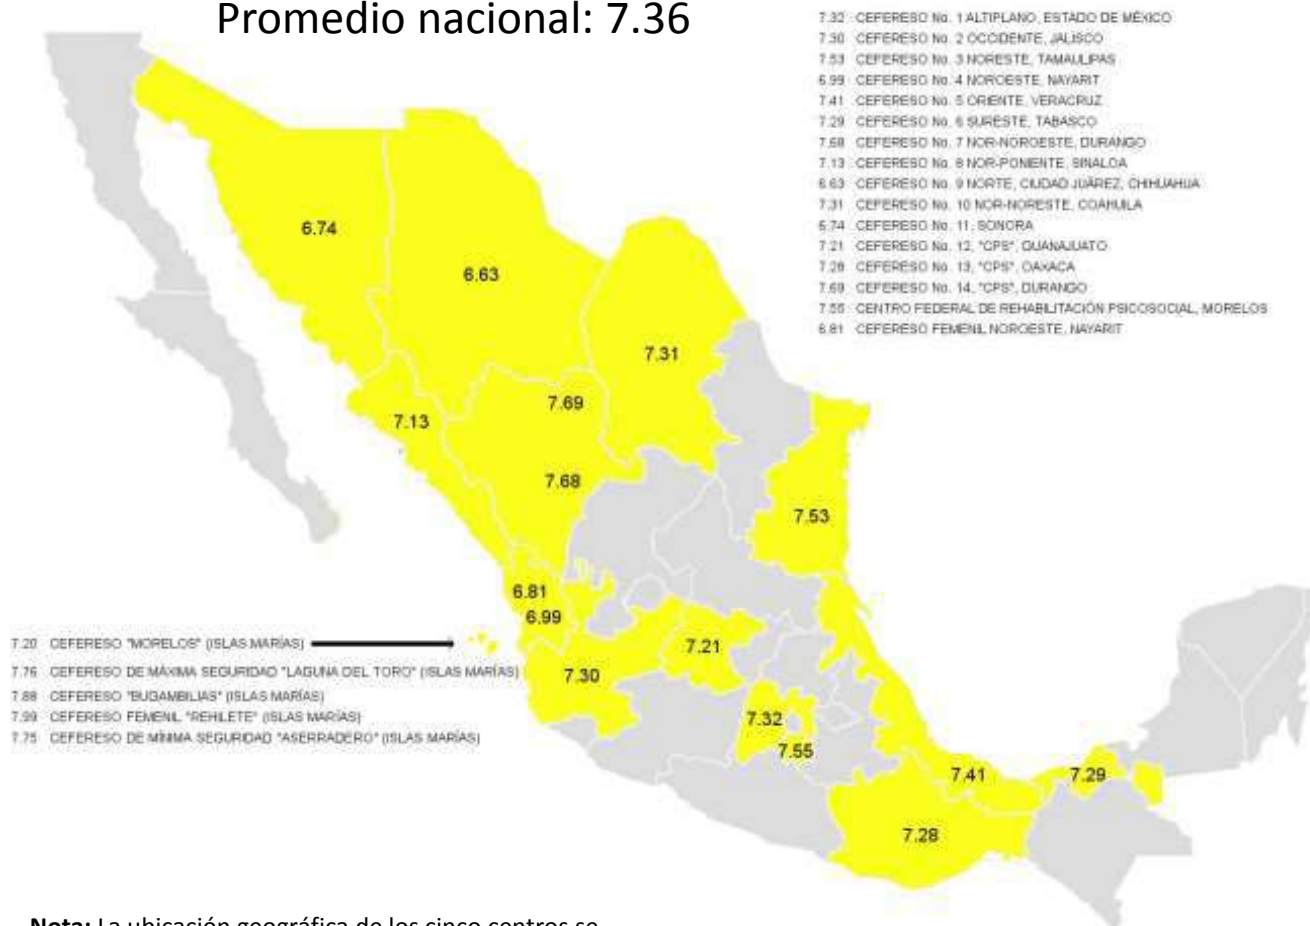 Promedio nacional: 7.36
7.32 CEFERESO No. 1 ALTIPLANO, ESTADO DE MÉXICO
7.30 CEFERESO No. 2 OCCIDENTE, JALISCO
7.53 CEFERESO No. 3 NORESTE, TAMAULIPAS
6.99 CEFERESO No. 4 NOROESTE, NAYARIT
7.41 CEFERESO No. 5 ORIENTE, VERACRUZ
7.29 CEFERESO No. 6 SURESTE, TABASCO
7.68 CEFERESO No. 7 NOR-NOROESTE, DURANGO
7.13 CEFERESO No. 8 NOR-PONIENTE, SINALOA
6.63 CEFERESO No. 9 NORTE, CIUDAD JUÁREZ, CHIHUAHUA
7.31 CEFERESO No. 10 NOR-NORESTE, COAHUILA
6.74 CEFERESO No. 11, SONORA
7.21 CEFERESO No. 12, "CPS", GUANAJUATO
7.28 CEFERESO No. 13, "CPS", OAXACA
7.69 CEFERESO No. 14, "CPS", DURANGO
7.55 CENTRO FEDERAL DE REHABILITACIÓN PSICOSOCIAL, MORELOS
6.81 CEFERESO FEMENIL NOROESTE, NAYARIT
6.74
6.63
7.31
7.69
7.13
7.68
7.53
6.81
6.99
7.21
7.30
7.32
7.55
7.41
7.29
7.28
7.20 CEFERESO "MORELOS" (ISLAS MARÍAS)
7.76 CEFERESO DE MÁXIMA SEGURIDAD "LAGUNA DEL TORO" (ISLAS MARÍAS)
7.88 CEFERESO "BUGAMBILIAS" (ISLAS MARÍAS)
7.99 CEFERESO FEMENIL "REHILETE" (ISLAS MARÍAS)
7.75 CEFERESO DE MÍNIMA SEGURIDAD "ASERRADERO" (ISLAS MARÍAS)
Nota: La ubicación geográfica de los cinco centros se